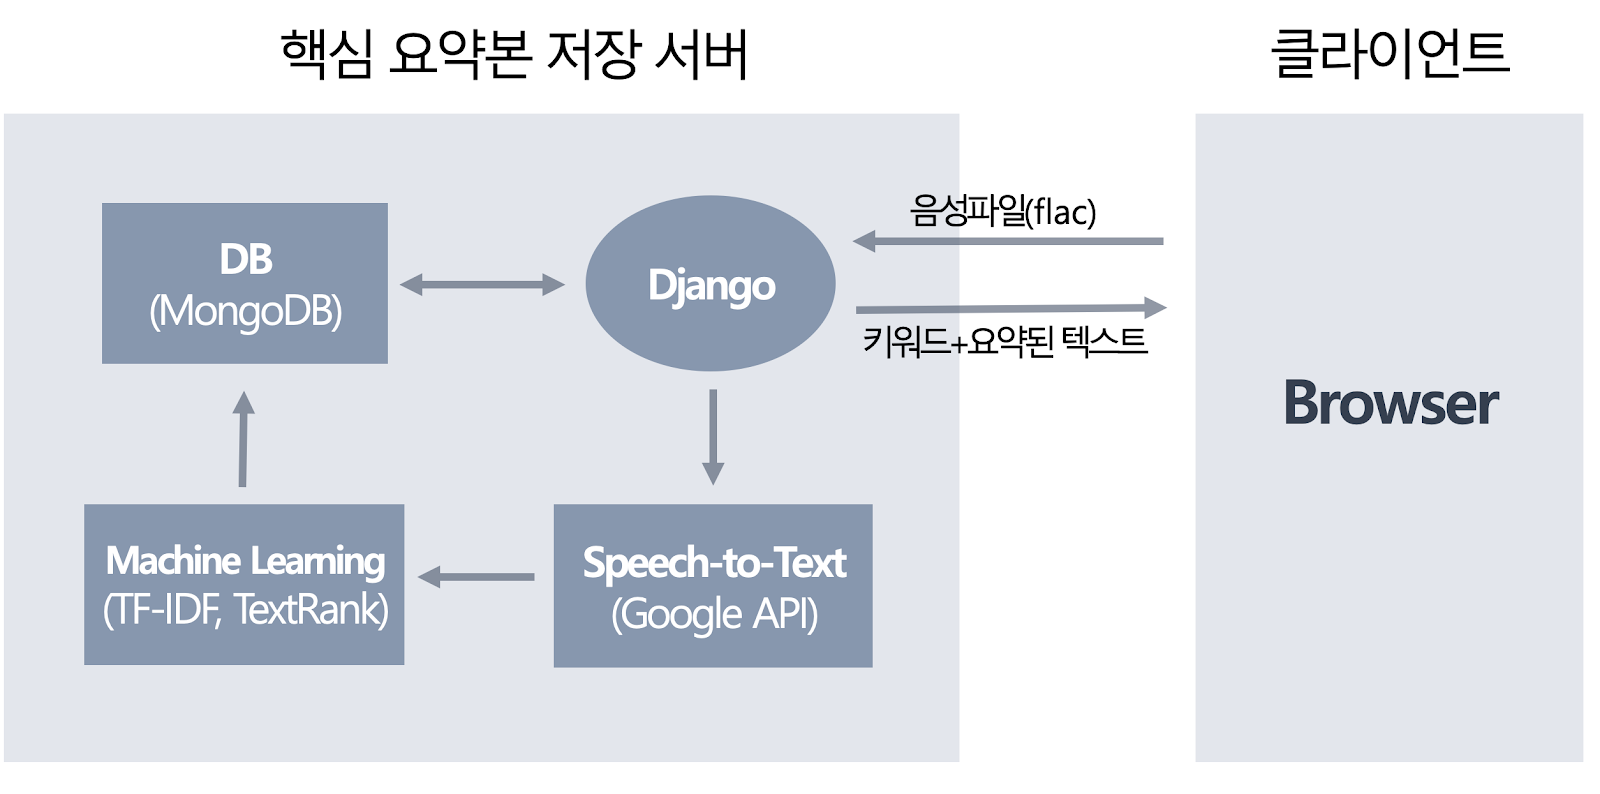 핵심 요약본 저장 서버
클라이언트
음성파일(flac)
DB
(MongoDB)
Django
키워드+요약된 텍스트
Browser
Machine Learning
(TF-IDF, TextRank)
Speech-to-Text
(Google API)